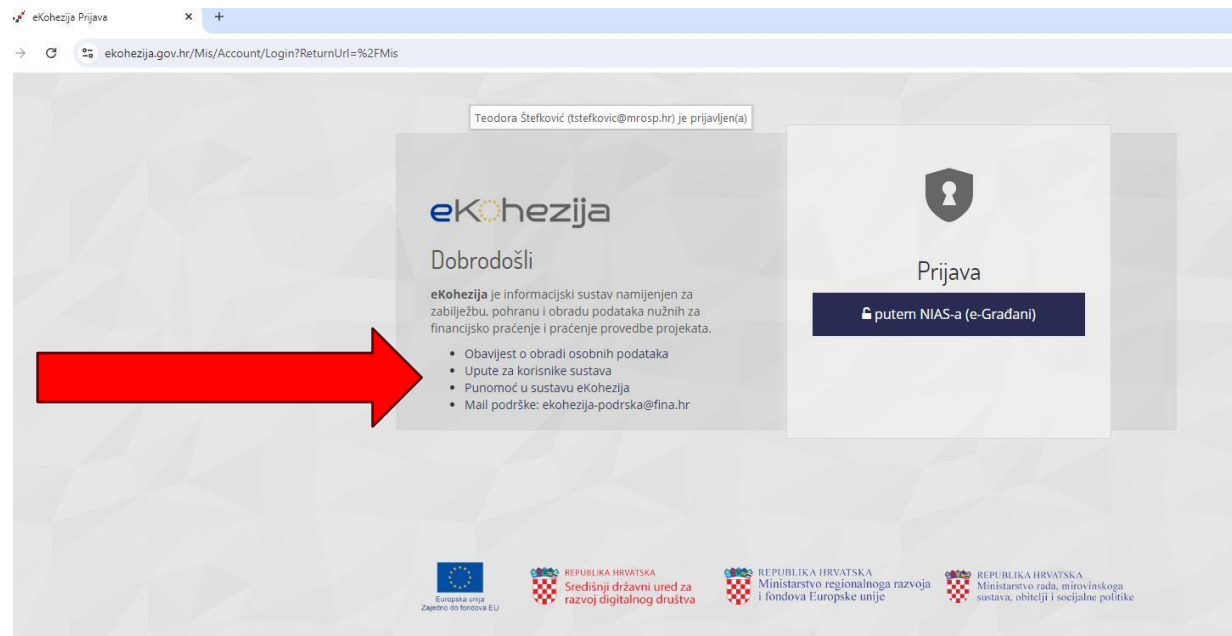 eKohezija Prijava
ekohezija.gov.hr/Mis/Account/Login?ReturnUrl=%2FMis
Teodora Štefković (tstefkovic@mrosp.hr) je prijavljen(a)
eKohezija
Dobrodošli
eKohezija je informacijski sustav namijenjen za
zabilježbu, pohranu i obradu podataka nužnih za
financijsko praćenje i praćenje provedbe projekata.
Obavijest o obradi osobnih podataka
Upute za korisnike sustava
Punomoć u sustavu eKohezija
Mail podrške: ekohezija-podrska@fina.hr
Prijava
putem NIAS-a (e-Građani)
Europska unija
Zajedno do fondova EU
REPUBLIKA HRVATSKA
Središnji državni ured za
razvoj digitalnog društva
REPUBLIKA HRVATSKA
Ministarstvo regionalnoga razvoja
i fondova Europske unije
REPUBLIKA HRVATSKA
Ministarstvo rada, mirovinskoga
sustava, obitelji i socijalne politike